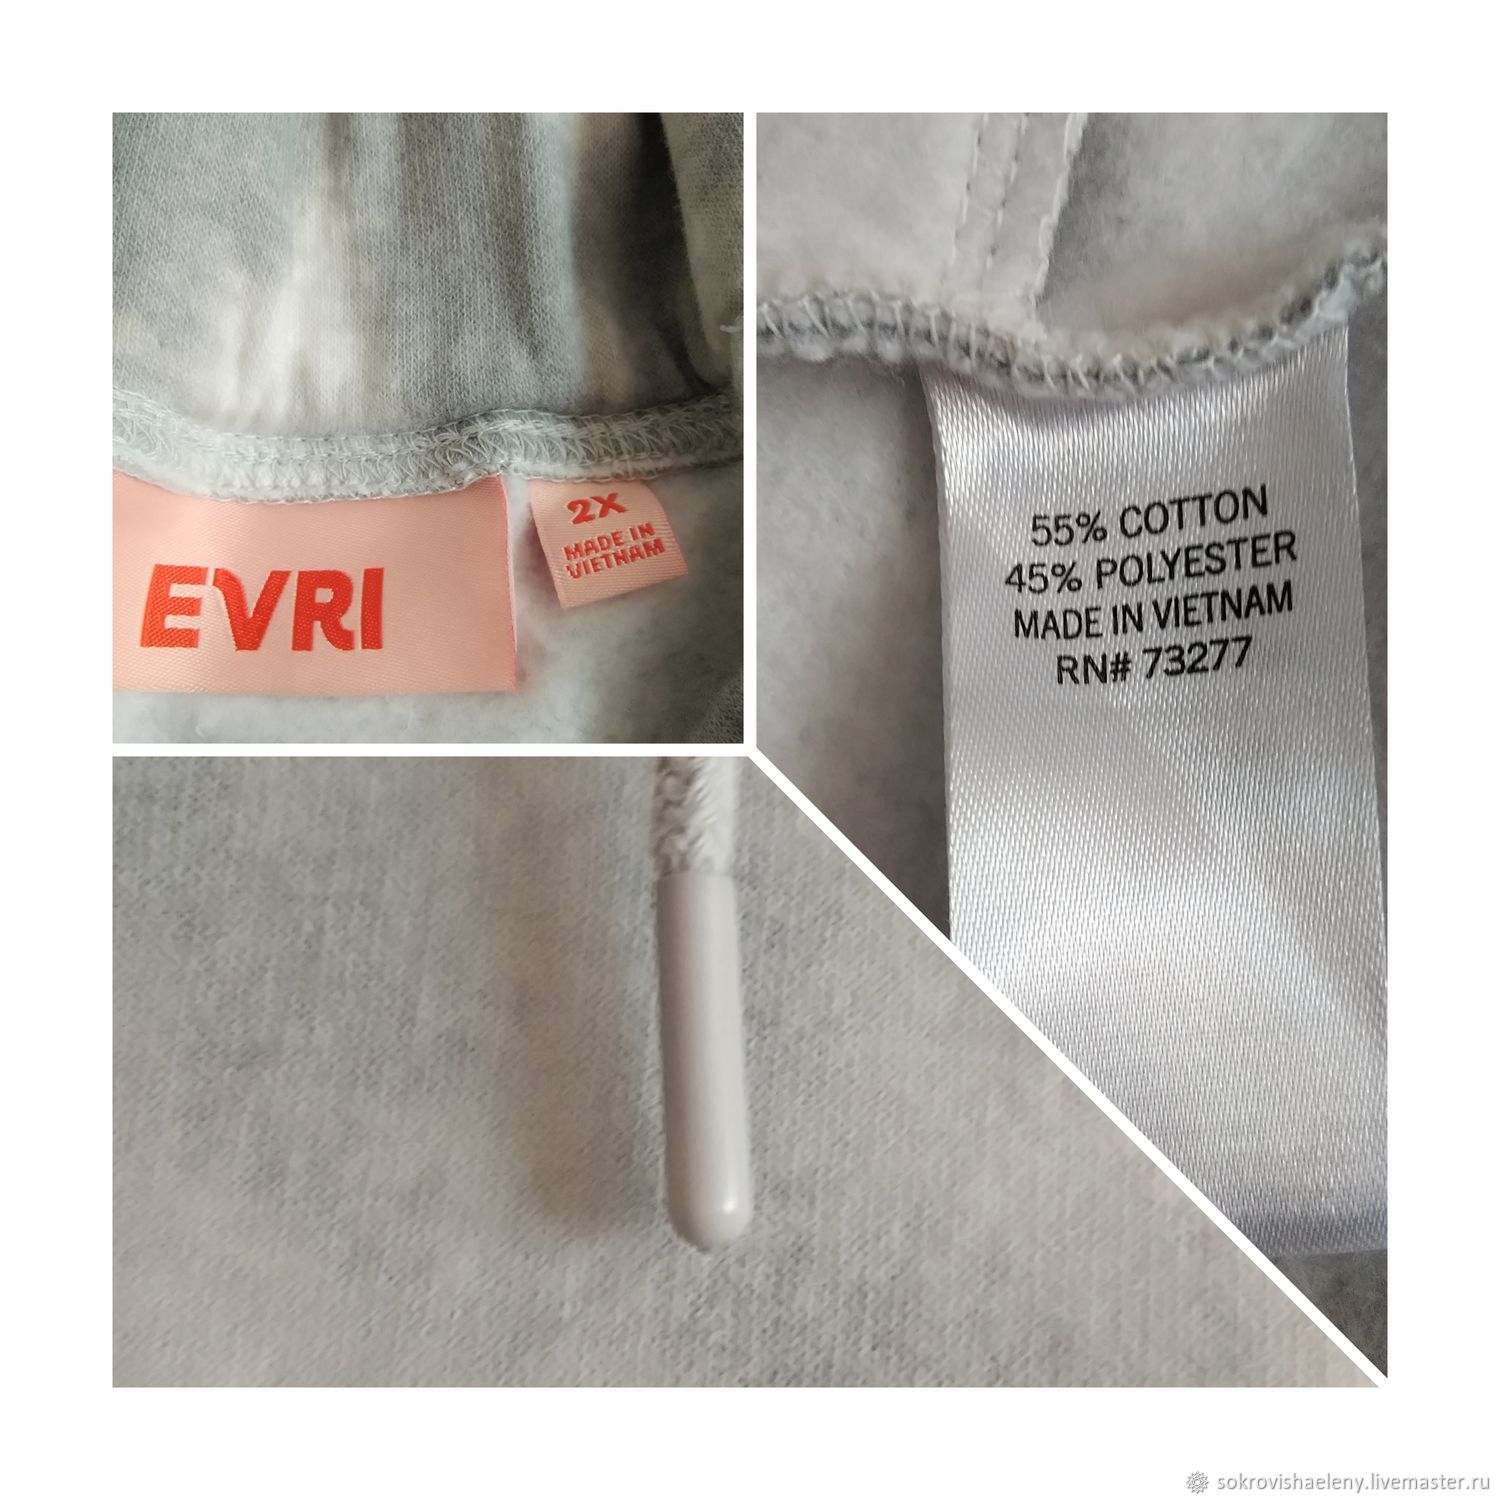 EVRI
2X
MADE IN
VIETNAM
55% COTTON
45% POLYESTER
MADE IN VIETNAM
RN# 73277
sokrovishaeleny.livemaster.ru